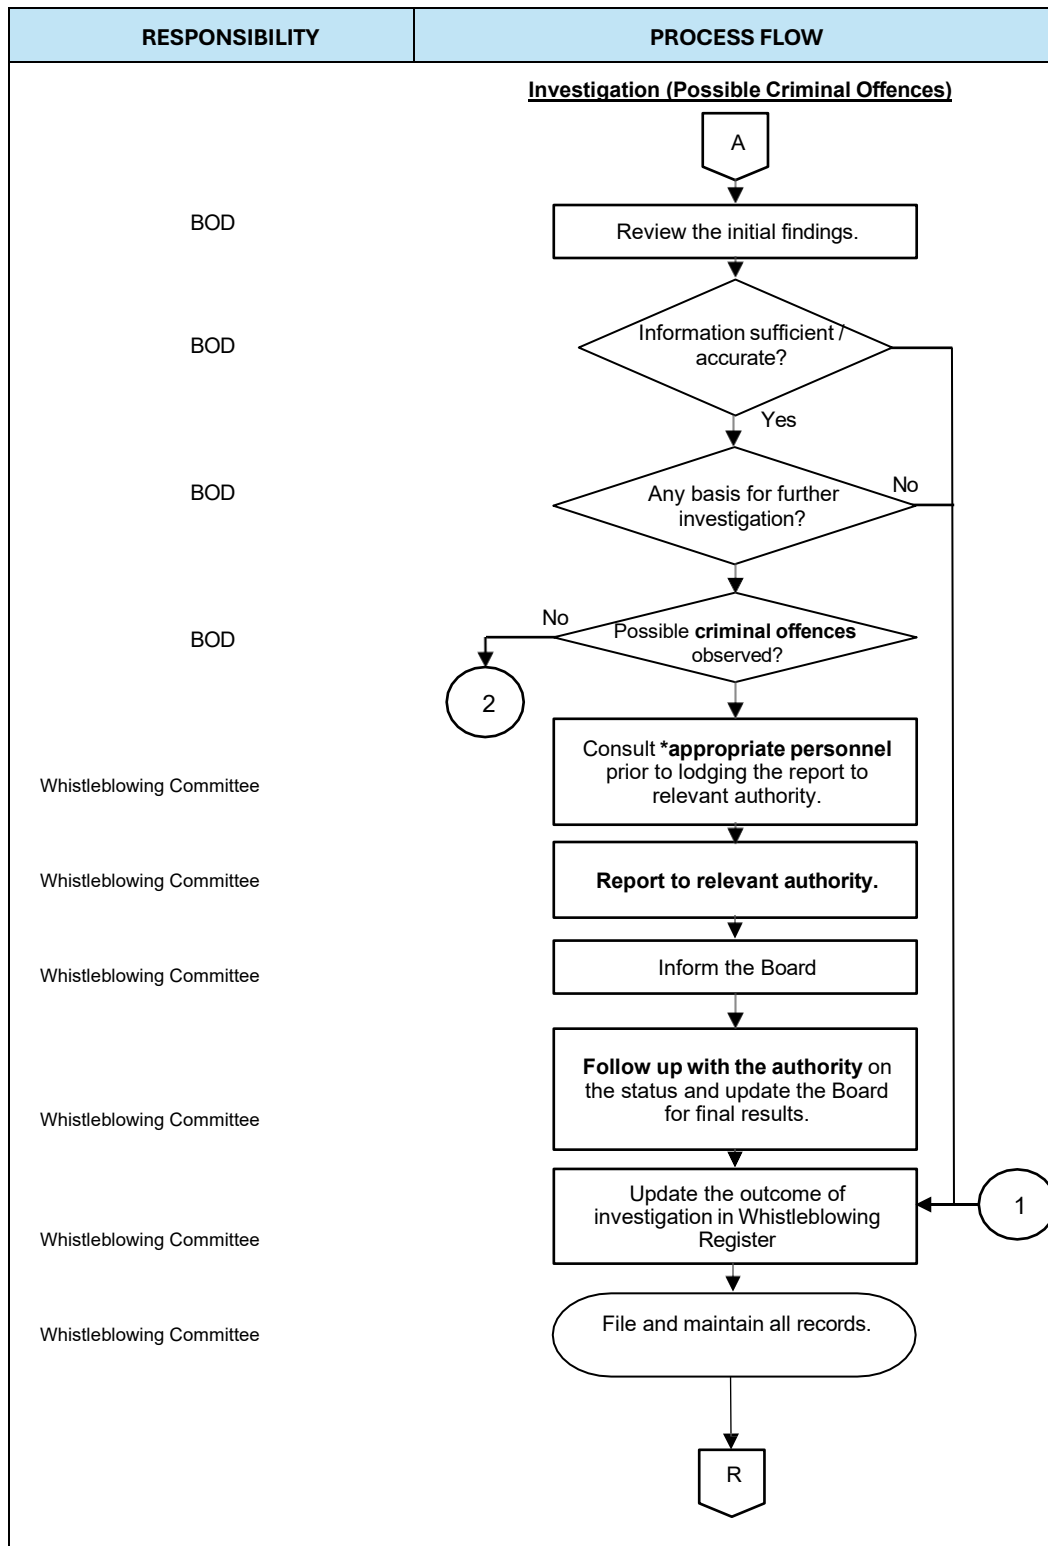 RESPONSIBILITY
PROCESS FLOW
Investigation (Possible Criminal Offences)
A
BOD
Review the initial findings.
BOD
Information sufficient /
accurate?
Yes
BOD
Any basis for further
investigation?
No
BOD
No
Possible criminal offences
observed?
2
Whistleblowing Committee
Consult *appropriate personnel
prior to lodging the report to
relevant authority.
Whistleblowing Committee
Report to relevant authority.
Whistleblowing Committee
Inform the Board
Whistleblowing Committee
Follow up with the authority on
the status and update the Board
for final results.
Whistleblowing Committee
Update the outcome of
investigation in Whistleblowing
Register
1
Whistleblowing Committee
File and maintain all records.
R